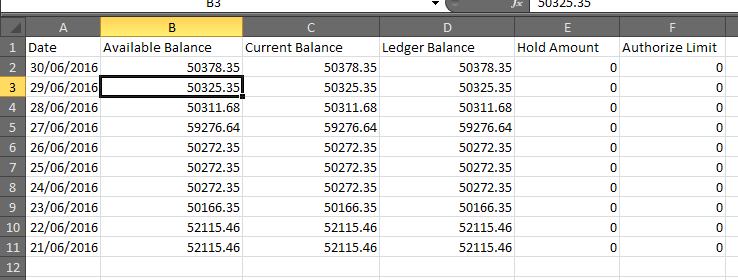 B3 fx 50325.35
A B C D E F
1 Date Available Balance Current Balance Ledger Balance Hold Amount Authorize Limit
2 30/06/2016 50378.35 50378.35 50378.35 0 0
3 29/06/2016 50325.35 50325.35 50325.35 0 0
4 28/06/2016 50311.68 50311.68 50311.68 0 0
5 27/06/2016 59276.64 59276.64 59276.64 0 0
6 26/06/2016 50272.35 50272.35 50272.35 0 0
7 25/06/2016 50272.35 50272.35 50272.35 0 0
8 24/06/2016 50272.35 50272.35 50272.35 0 0
9 23/06/2016 50166.35 50166.35 50166.35 0 0
10 22/06/2016 52115.46 52115.46 52115.46 0 0
11 21/06/2016 52115.46 52115.46 52115.46 0 0
12